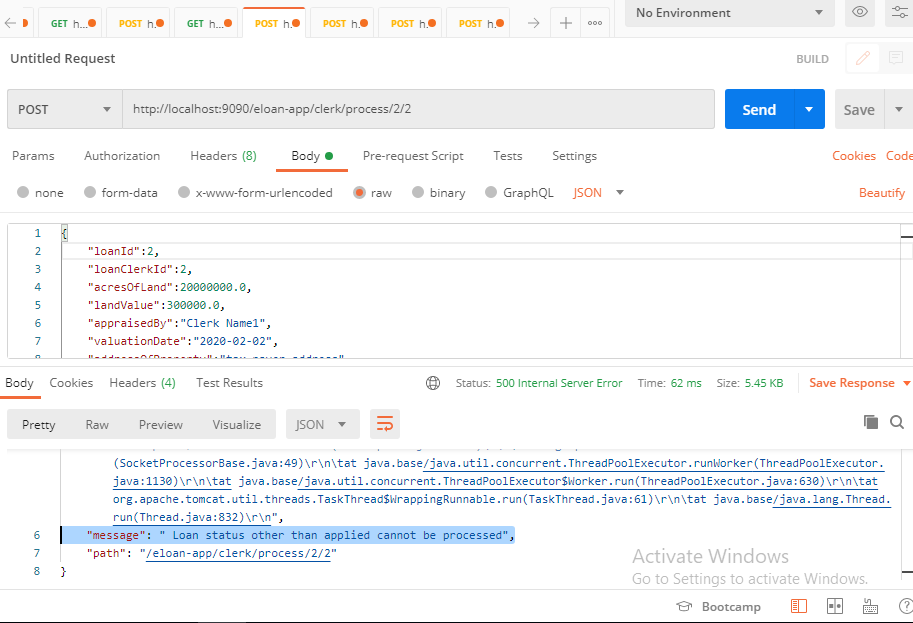 GET h... POST h. GET h... POST h. POST h. POST h. POST h. No Environment
Untitled Request BUILD
POST http://localhost:9090/eloan-app/clerk/process/2/2 Send Save
Params Authorization Headers (8) Body Pre-request Script Tests Settings Cookies Code
none form-data x-www-form-urlencoded raw binary GraphQL JSON Beautify
1 {
2 "loanId":2,
3 "loanClerkId":2,
4 "acresOfLand":20000000.0,
5 "landValue":300000.0,
6 "appraisedBy":"Clerk Name1",
7 "valuationDate":"2020-02-02",
8 "addressOfProperty":"tax payer address"
Body Cookies Headers (4) Test Results Status: 500 Internal Server Error Time: 62 ms Size: 5.45 KB Save Response
Pretty Raw Preview Visualize JSON
(SocketProcessorBase.java:49)\r\n\tat java.base/java.util.concurrent.ThreadPoolExecutor.runWorker(ThreadPoolExecutor.
java:1130)\r\n\tat java.base/java.util.concurrent.ThreadPoolExecutor$Worker.run(ThreadPoolExecutor.java:630)\r\n\tat
org.apache.tomcat.util.threads.TaskThread$WrappingRunnable.run(TaskThread.java:61)\r\n\tat java.base/java.lang.Thread.
run(Thread.java:832)\r\n",
6 "message": " Loan status other than applied cannot be processed",
7 "path": "/eloan-app/clerk/process/2/2"
8 }
Activate Windows
Go to Settings to activate Windows.
Bootcamp